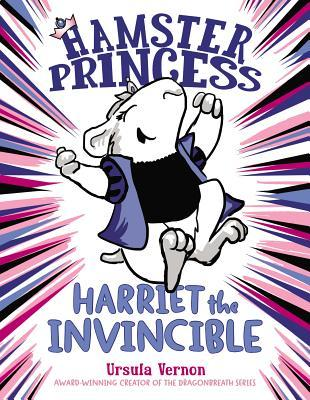 HAMSTER
PRINCESS
HARRIET the
INVINCIBLE
Ursula Vernon
AWARD-WINNING CREATOR OF THE DRAGONBREATH SERIES